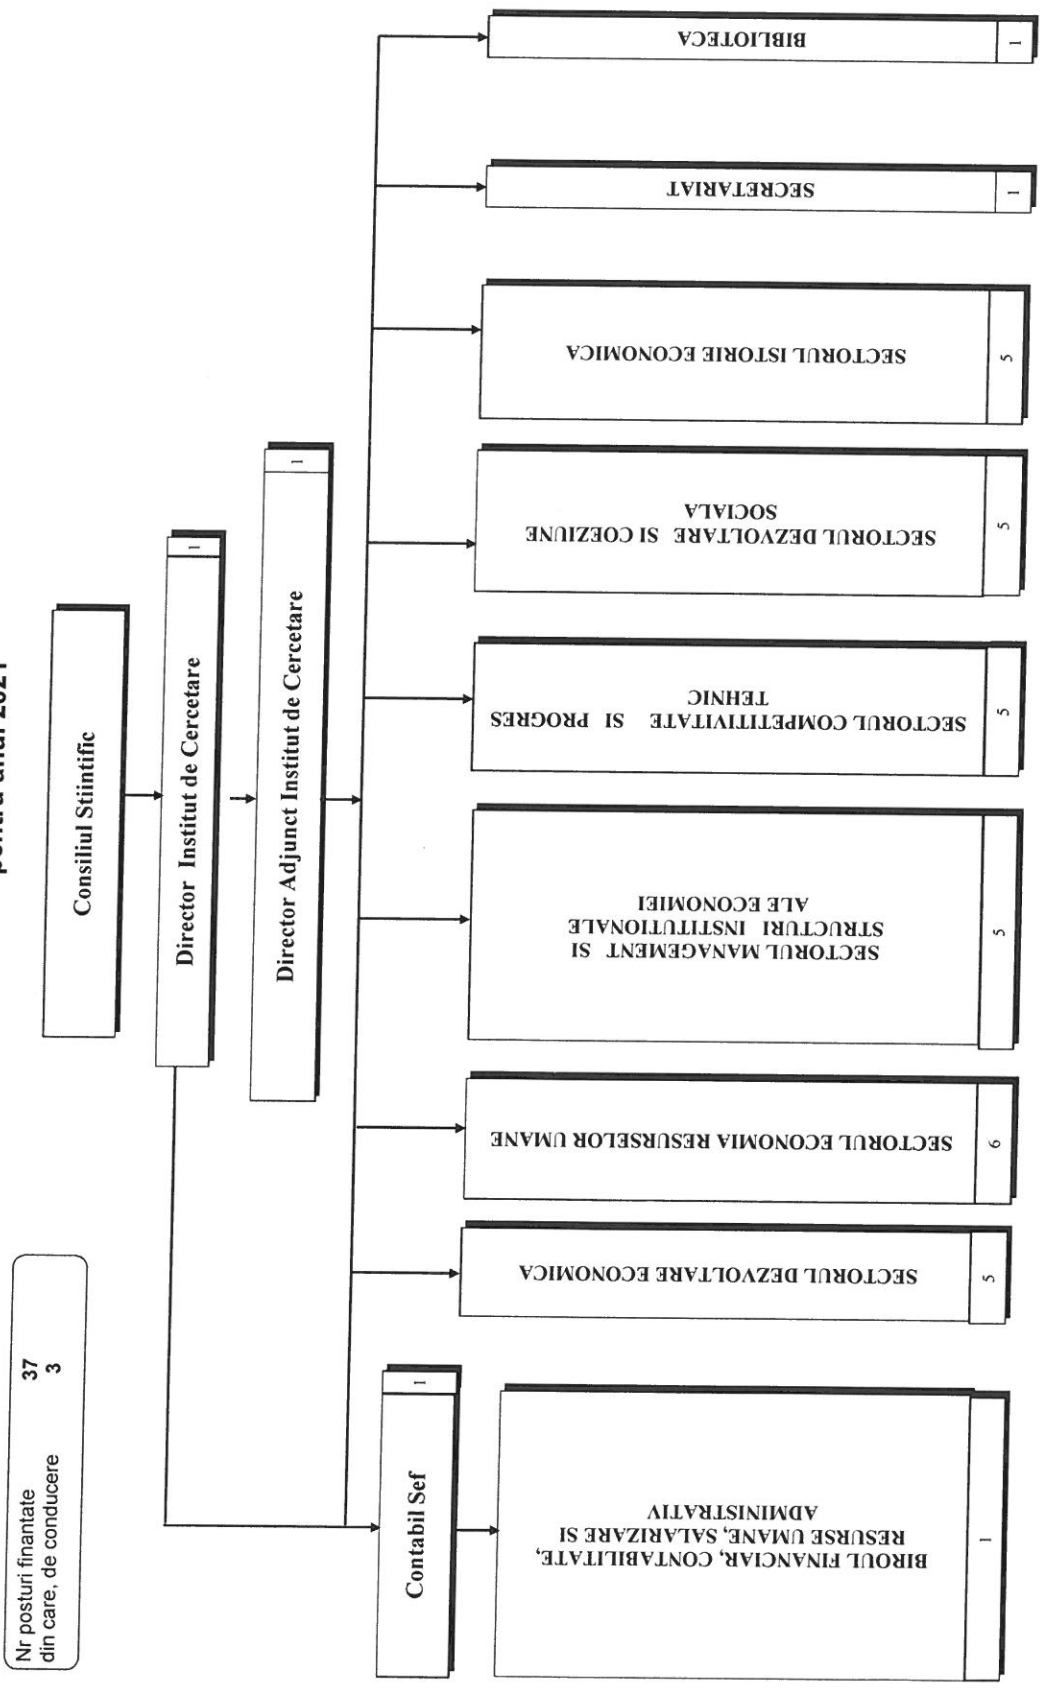 Nr posturi finantate 37
din care, de conducere 3
Consiliul Stiintific
Director Institut de Cercetare
1
Director Adjunct Institut de Cercetare
1
Contabil Sef
1
BIROUL FINANCIAR, CONTABILITATE,
RESURSE UMANE, SALARIZARE SI
ADMINISTRATIV
1
SECTORUL DEZVOLTARE ECONOMICA
5
SECTORUL ECONOMIA RESURSELOR UMANE
6
SECTORUL MANAGEMENT SI
STRUCTURI INSTITUTIONALE
ALE ECONOMIEI
5
SECTORUL COMPETITIVITATE SI PROGRES
TEHNIC
5
SECTORUL DEZVOLTARE SI COEZIUNE
SOCIALA
5
SECTORUL ISTORIE ECONOMICA
5
SECRETARIAT
1
BIBLIOTECA
1